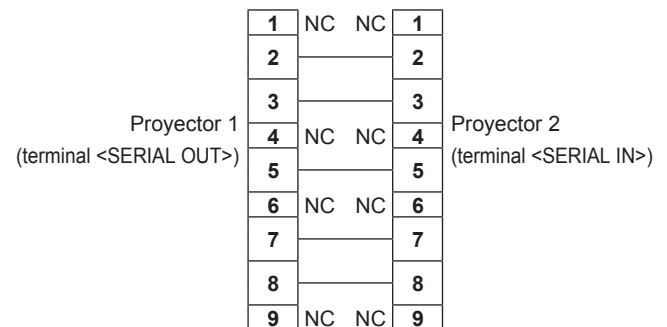 1 NC NC 1
2 2
3 3
Proyector 1
(terminal <SERIAL OUT>)
4 NC NC 4
Proyector 2
(terminal <SERIAL IN>)
5 5
6 NC NC 6
7 7
8 8
9 NC NC 9